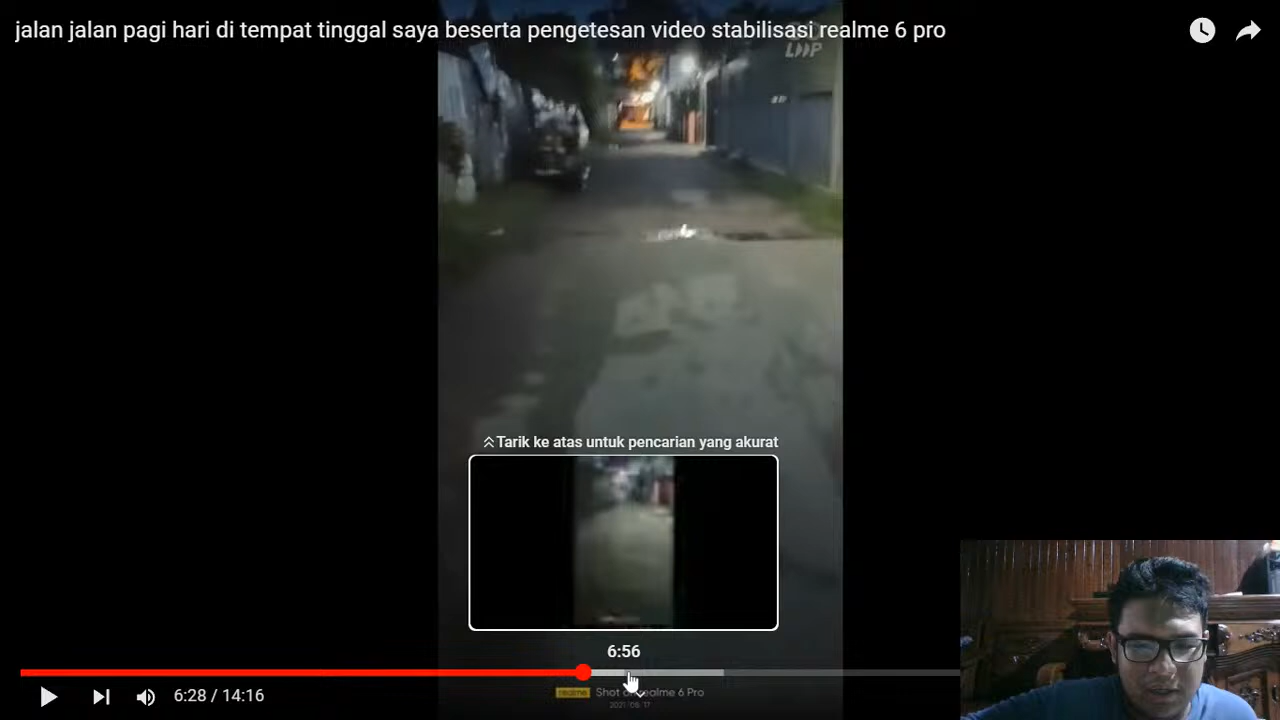 jalan jalan pagi hari di tempat tinggal saya beserta pengetesan video stabilisasi realme 6 pro
Tarik ke atas untuk pencarian yang akurat
6:56
realme Shot on realme 6 Pro
6:28 / 14:16